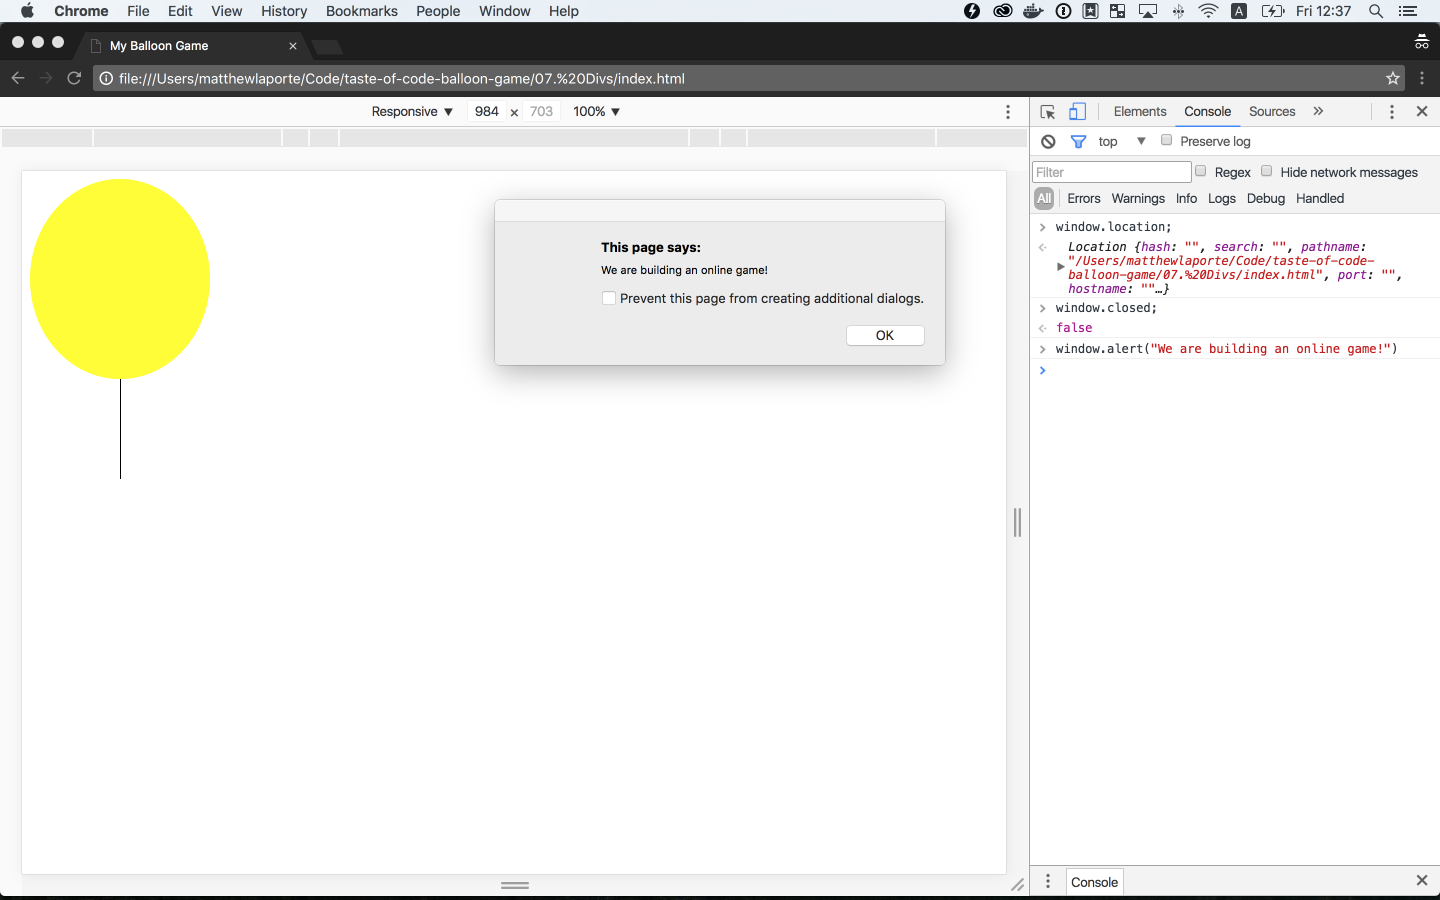 Chrome File Edit View History Bookmarks People Window Help A Fri 12:37
My Balloon Game
file:///Users/matthewlaporte/Code/taste-of-code-balloon-game/07.%20Divs/index.html
Responsive ▼ 984 × 703 100% ▼
Elements Console Sources »
top ▼ Preserve log
Filter Regex Hide network messages
All Errors Warnings Info Logs Debug Handled
This page says:
We are building an online game!
Prevent this page from creating additional dialogs.
OK
> window.location;
Location {hash: "", search: "", pathname:
"/Users/matthewlaporte/Code/taste-of-code-
balloon-game/07.%20Divs/index.html", port: "",
hostname: ""…}
> window.closed;
false
> window.alert("We are building an online game!")
>
Console